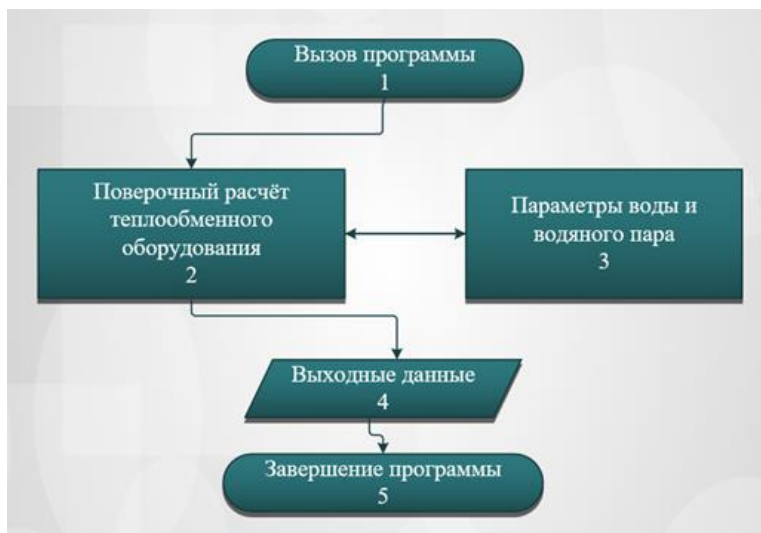 Вызов программы
1
Поверочный расчёт
теплообменного
оборудования
2
Параметры воды и
водяного пара
3
Выходные данные
4
Завершение программы
5